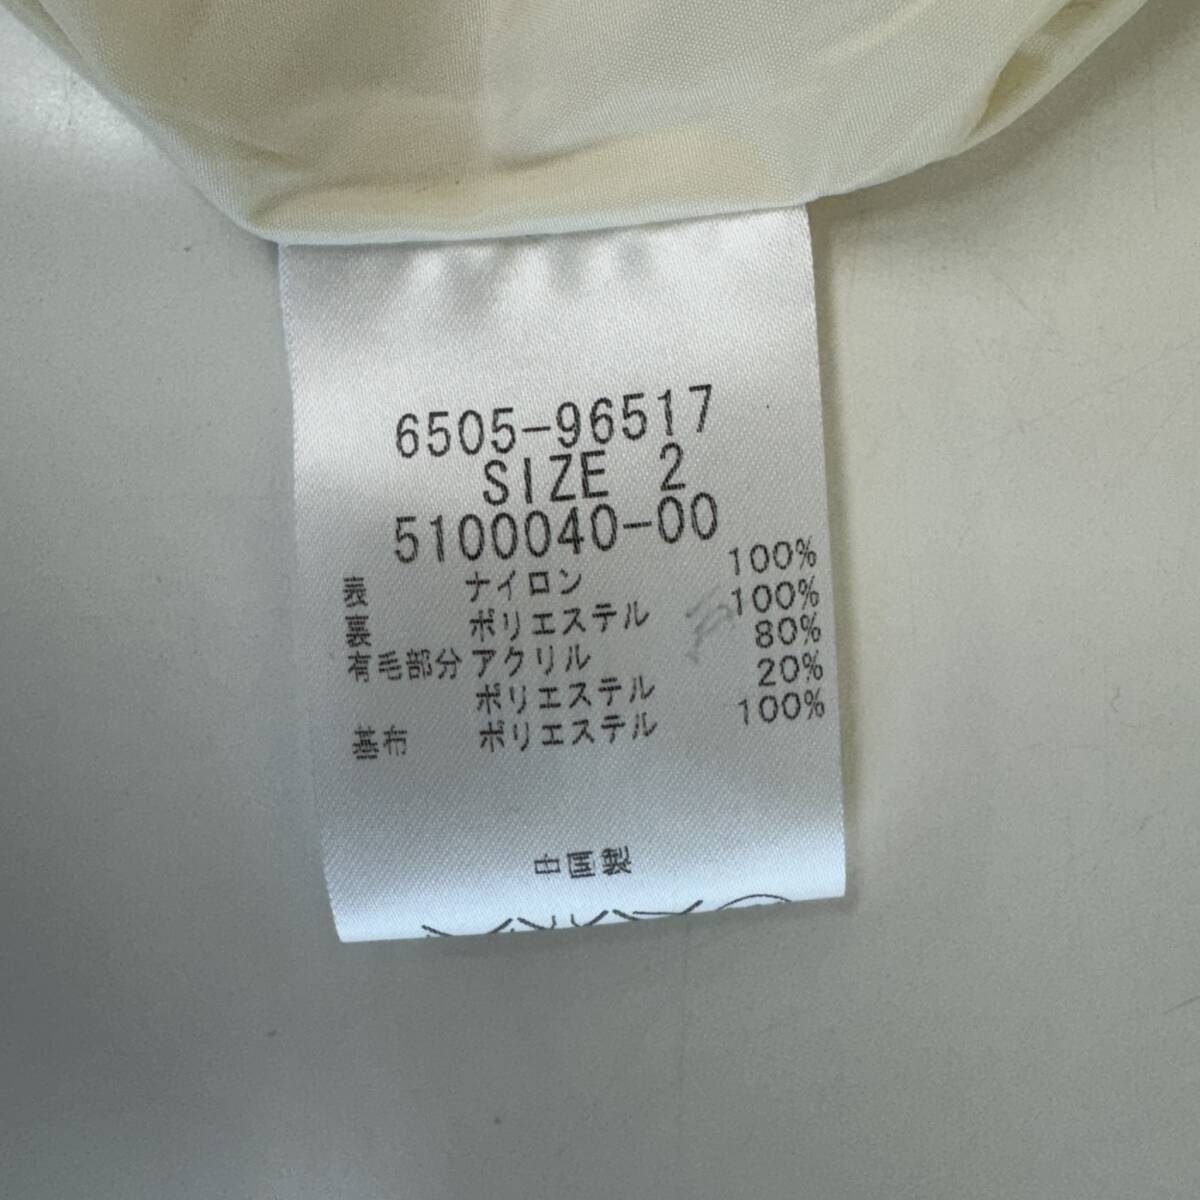 6505-96517
SIZE 2
5100040-00
表 ナイロン 100%
裏 ポリエステル 100%
有毛部分 アクリル 80%
ポリエステル 20%
基布 ポリエステル 100%
中国製